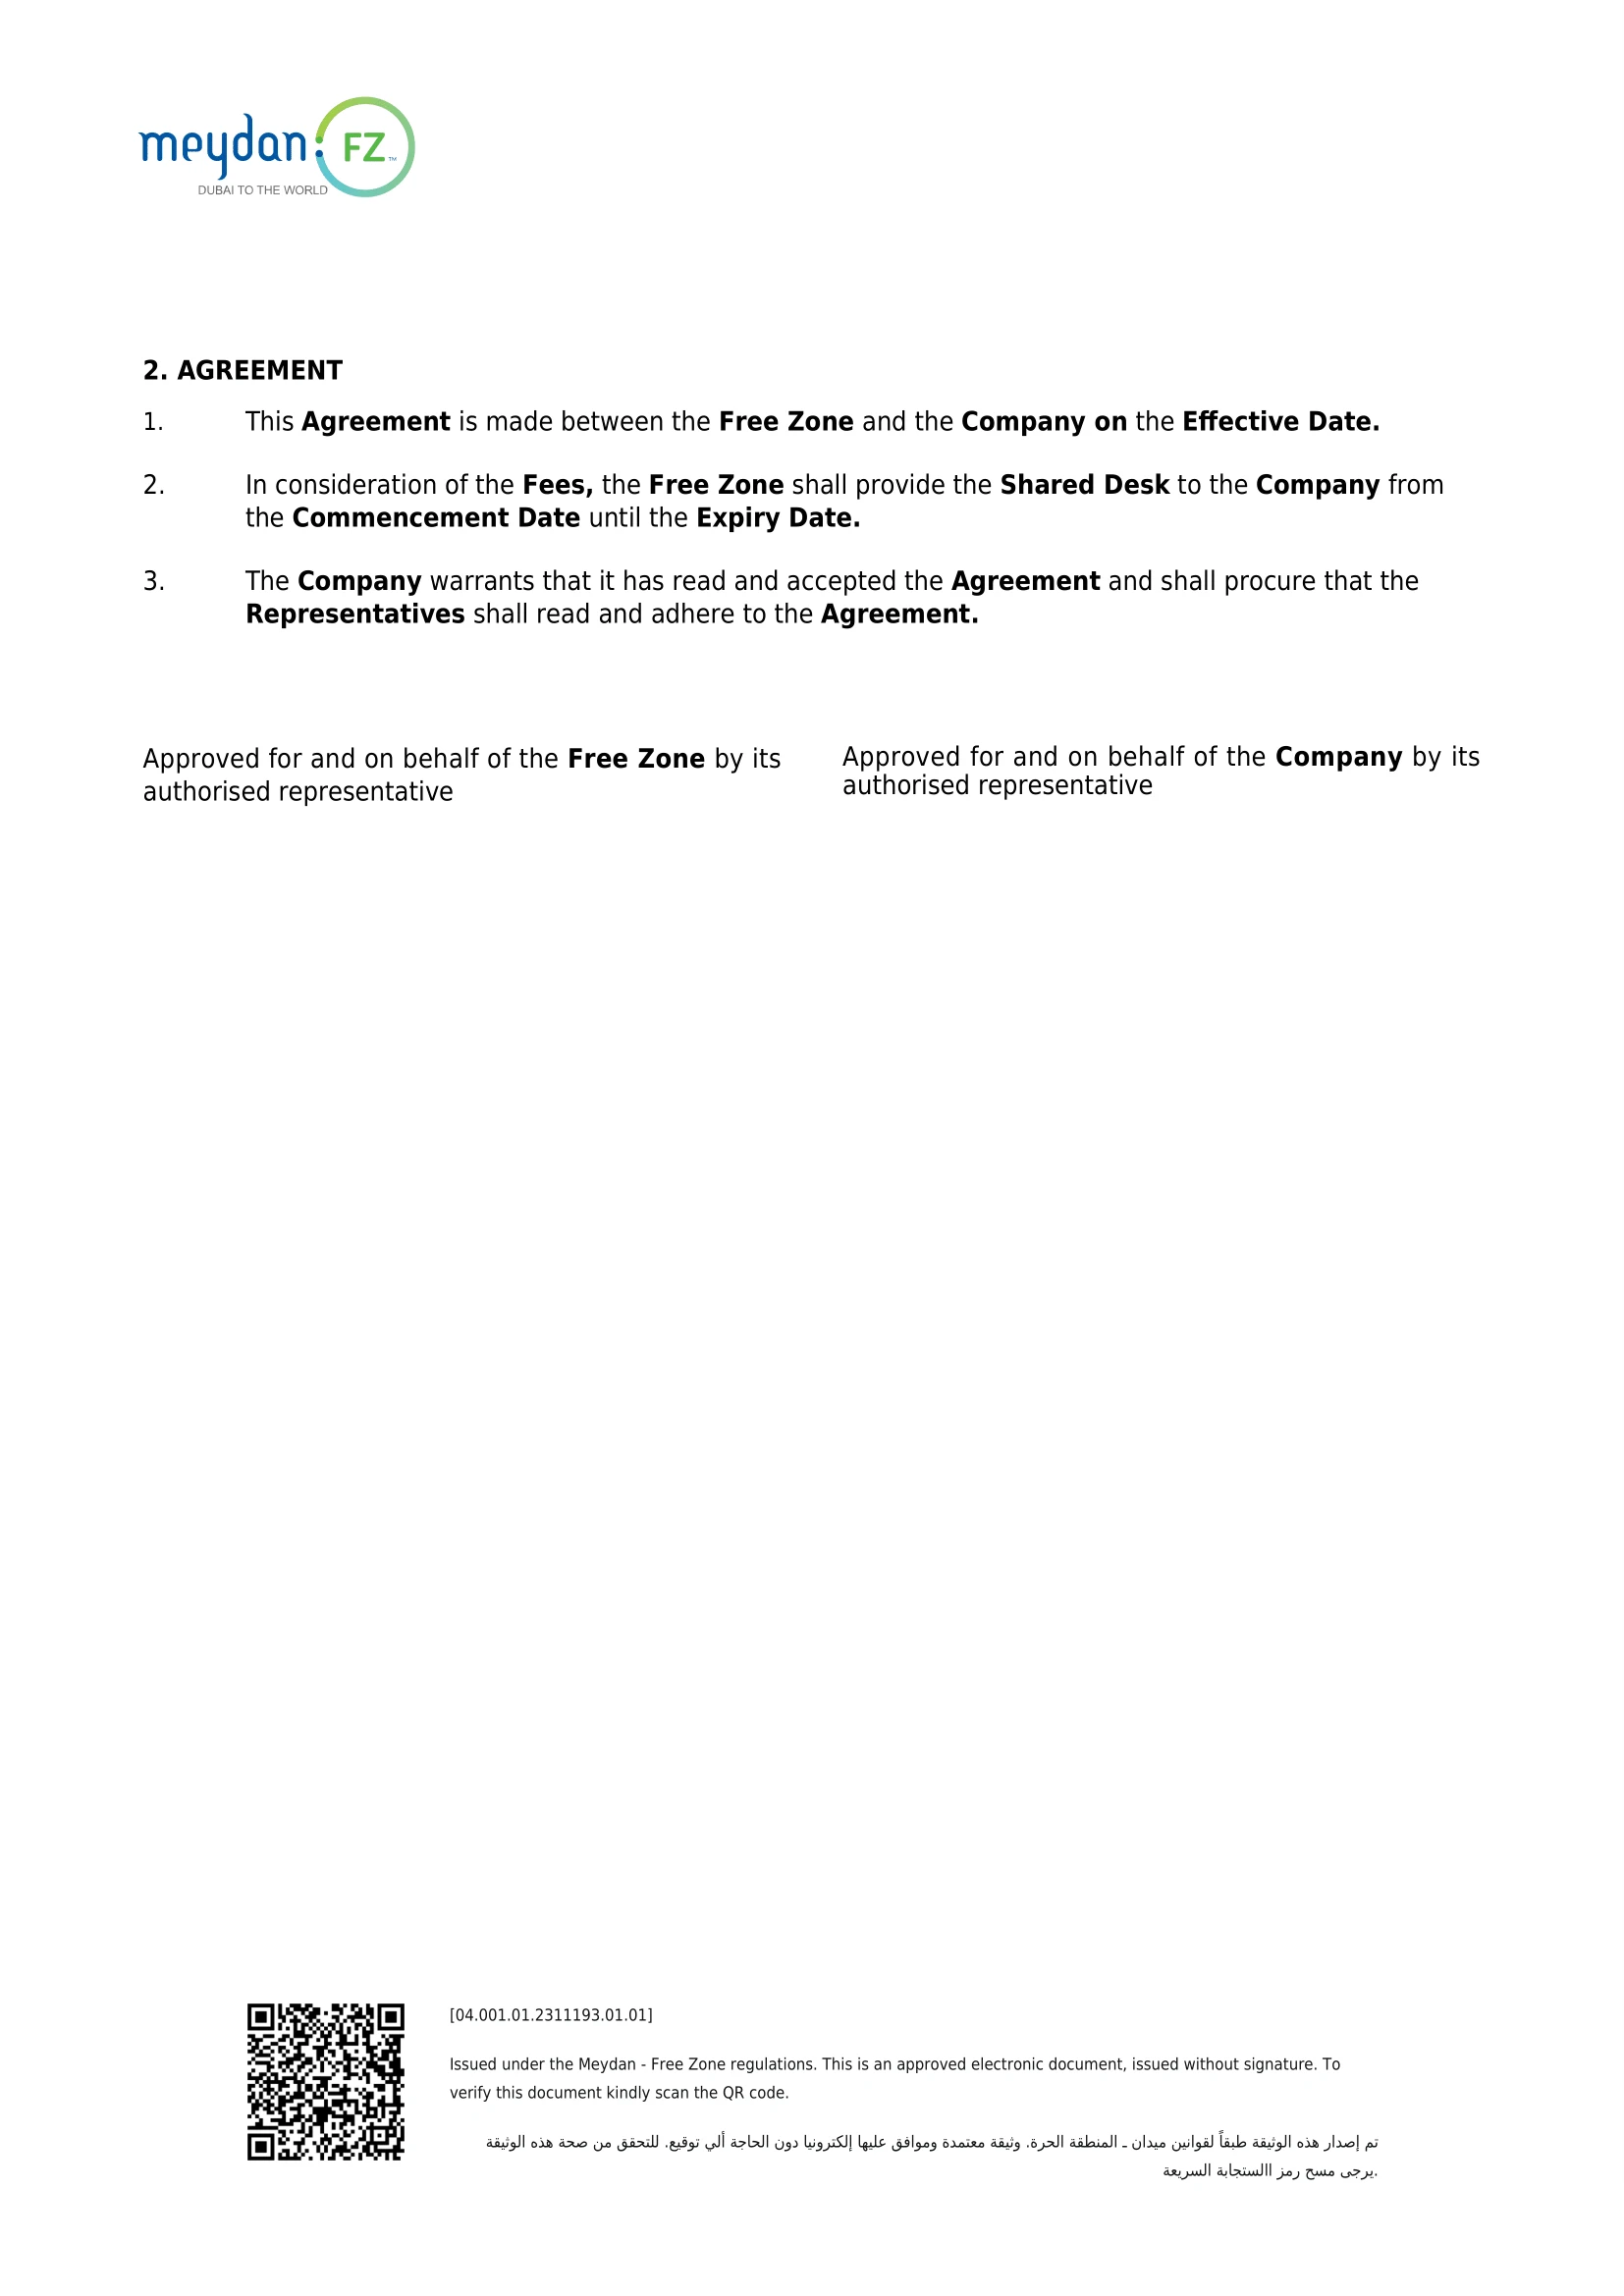 meydan FZ™
DUBAI TO THE WORLD
2. AGREEMENT
1. This Agreement is made between the Free Zone and the Company on the Effective Date.
2. In consideration of the Fees, the Free Zone shall provide the Shared Desk to the Company from
the Commencement Date until the Expiry Date.
3. The Company warrants that it has read and accepted the Agreement and shall procure that the
Representatives shall read and adhere to the Agreement.
Approved for and on behalf of the Free Zone by its
authorised representative
Approved for and on behalf of the Company by its
authorised representative
[04.001.01.2311193.01.01]
Issued under the Meydan - Free Zone regulations. This is an approved electronic document, issued without signature. To
verify this document kindly scan the QR code.
تم إصدار هذه الوثيقة طبقاً لقوانين ميدان ـ المنطقة الحرة. وثيقة معتمدة وموافق عليها إلكترونيا دون الحاجة ألي توقيع. للتحقق من صحة هذه الوثيقة
.يرجى مسح رمز االستجابة السريعة